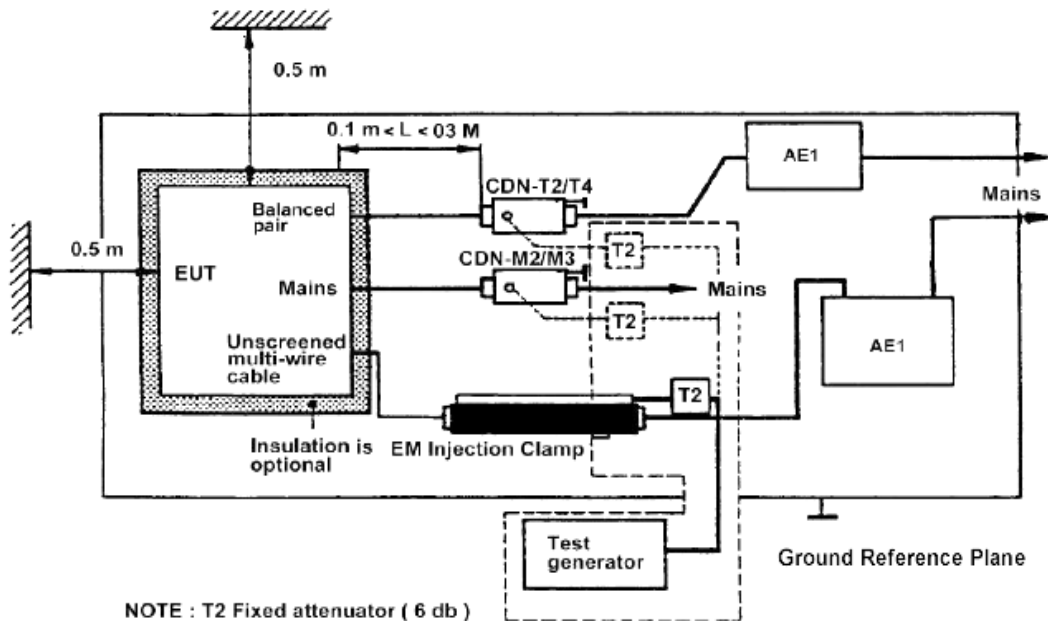 0.5 m
0.1 m < L < 03 M
AE1
CDN-T2/T4
Balanced
pair
Mains
0.5 m
T2
CDN-M2/M3
EUT
Mains
Mains
T2
AE1
Unscreened
multi-wire
cable
T2
Insulation is
optional
EM Injection Clamp
Test
generator
Ground Reference Plane
NOTE : T2 Fixed attenuator ( 6 db )